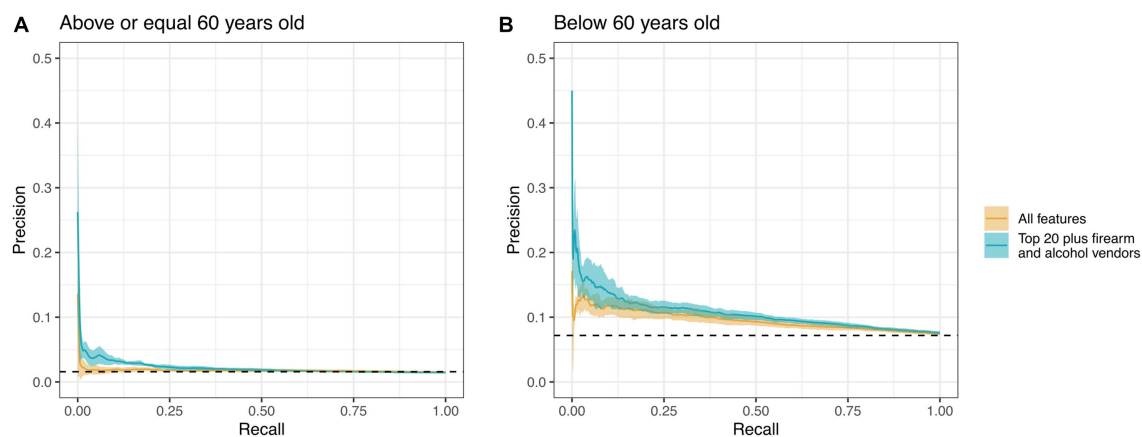 A Above or equal 60 years old
0.5
0.4
0.3
0.2
0.1
0.0
Precision
0.00 0.25 0.50 0.75 1.00
Recall
B Below 60 years old
0.5
0.4
0.3
0.2
0.1
0.0
Precision
0.00 0.25 0.50 0.75 1.00
Recall
All features
Top 20 plus firearm
and alcohol vendors